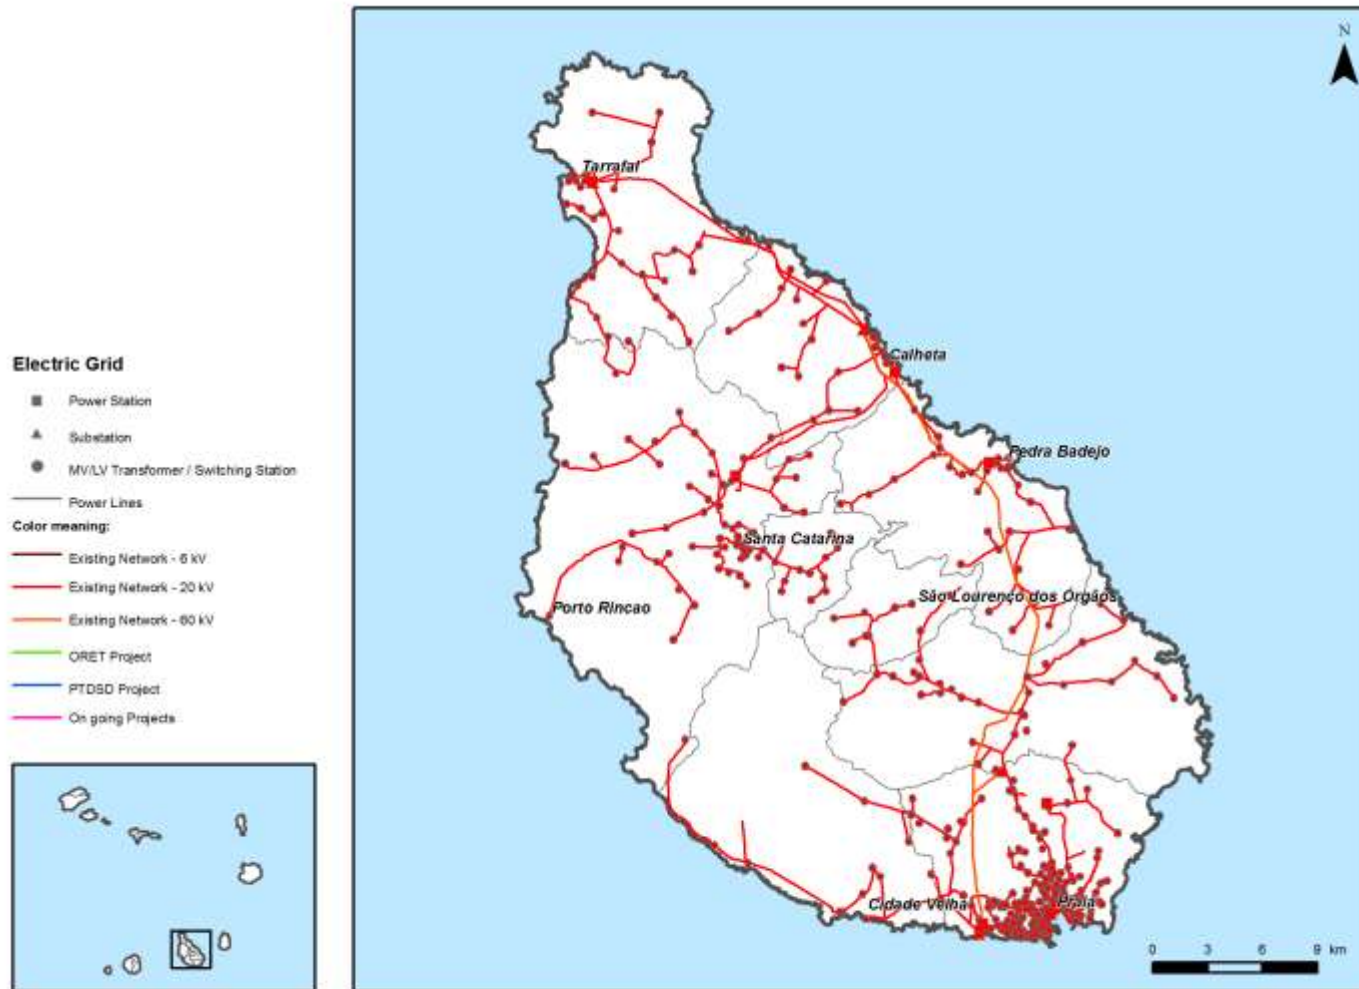 N
Tarrafal
Calheta
Pedra Badejo
Santa Catarina
São Lourenço dos Órgãos
Porto Rincao
Cidade Velha
Praia
0 3 6 9 km
Electric Grid
Power Station
Substation
MV/LV Transformer / Switching Station
Power Lines
Color meaning:
Existing Network - 6 kV
Existing Network - 20 kV
Existing Network - 60 kV
ORET Project
PTDSD Project
On going Projects